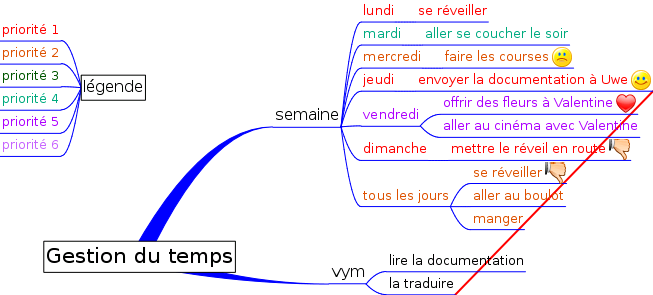 priorité 1
priorité 2
priorité 3
priorité 4
priorité 5
priorité 6
légende
Gestion du temps
semaine
lundi se réveiller
mardi aller se coucher le soir
mercredi faire les courses
jeudi envoyer la documentation à Uwe
vendredi
offrir des fleurs à Valentine
aller au cinéma avec Valentine
dimanche mettre le réveil en route
tous les jours
se réveiller
aller au boulot
manger
vym
lire la documentation
la traduire